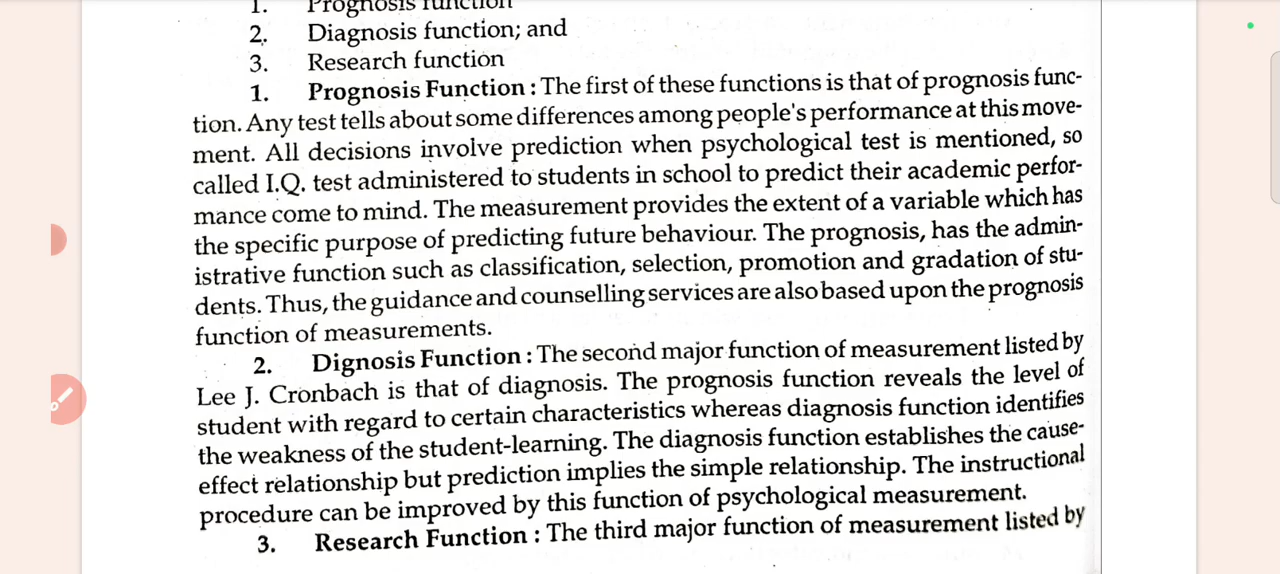 1. Prognosis function
2. Diagnosis function; and
3. Research function
1. Prognosis Function : The first of these functions is that of prognosis func-
tion. Any test tells about some differences among people's performance at this move-
ment. All decisions involve prediction when psychological test is mentioned, so
called I.Q. test administered to students in school to predict their academic perfor-
mance come to mind. The measurement provides the extent of a variable which has
the specific purpose of predicting future behaviour. The prognosis, has the admin-
istrative function such as classification, selection, promotion and gradation of stu-
dents. Thus, the guidance and counselling services are also based upon the prognosis
function of measurements.
2. Dignosis Function : The second major function of measurement listed by
Lee J. Cronbach is that of diagnosis. The prognosis function reveals the level of
student with regard to certain characteristics whereas diagnosis function identifies
the weakness of the student-learning. The diagnosis function establishes the cause-
effect relationship but prediction implies the simple relationship. The instructional
procedure can be improved by this function of psychological measurement.
3. Research Function : The third major function of measurement listed by